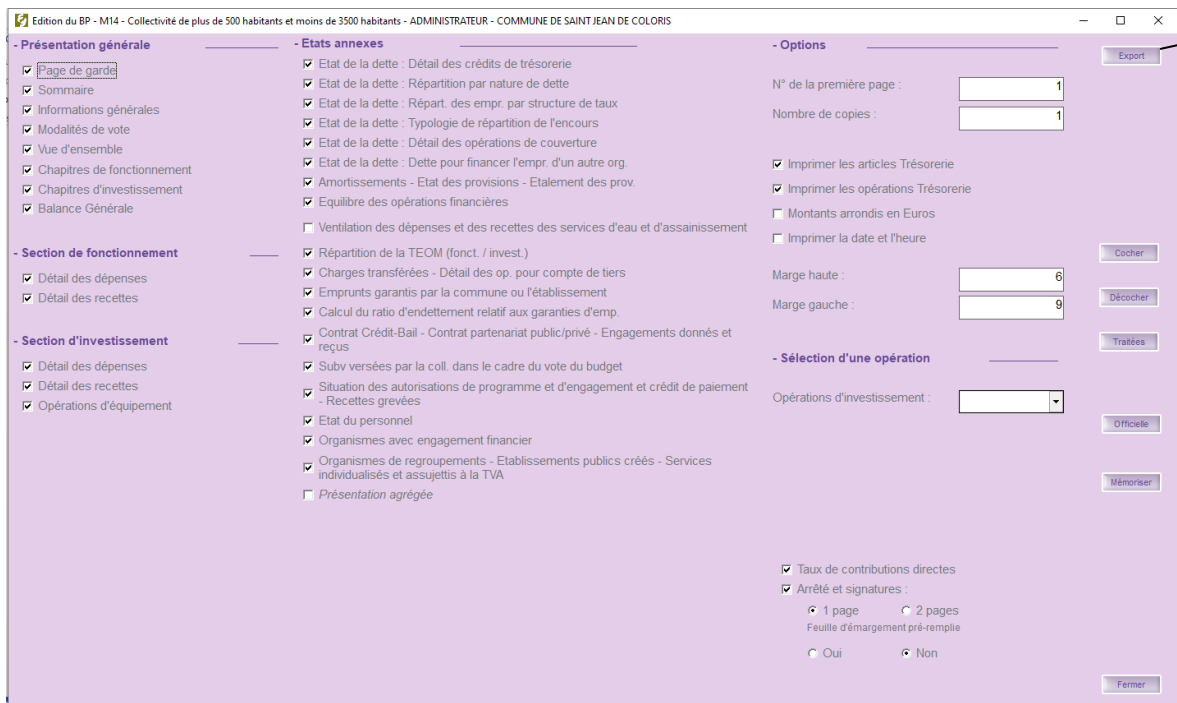 Edition du BP - M14 - Collectivité de plus de 500 habitants et moins de 3500 habitants - ADMINISTRATEUR - COMMUNE DE SAINT JEAN DE COLORIS
- Présentation générale
Page de garde
Sommaire
Informations générales
Modalités de vote
Vue d'ensemble
Chapitres de fonctionnement
Chapitres d'investissement
Balance Générale
- Section de fonctionnement
Détail des dépenses
Détail des recettes
- Section d'investissement
Détail des dépenses
Détail des recettes
Opérations d'équipement
- Etats annexes
Etat de la dette : Détail des crédits de trésorerie
Etat de la dette : Répartition par nature de dette
Etat de la dette : Répart. des empr. par structure de taux
Etat de la dette : Typologie de répartition de l'encours
Etat de la dette : Détail des opérations de couverture
Etat de la dette : Dette pour financer l'empr. d'un autre org.
Amortissements - Etat des provisions - Etalement des prov.
Equilibre des opérations financières
Ventilation des dépenses et des recettes des services d'eau et d'assainissement
Répartition de la TEOM (fonct. / invest.)
Charges transférées - Détail des op. pour compte de tiers
Emprunts garantis par la commune ou l'établissement
Calcul du ratio d'endettement relatif aux garanties d'emp.
Contrat Crédit-Bail - Contrat partenariat public/privé - Engagements donnés et
reçus
Subv versées par la coll. dans le cadre du vote du budget
Situation des autorisations de programme et d'engagement et crédit de paiement
- Recettes grevées
Etat du personnel
Organismes avec engagement financier
Organismes de regroupements - Etablissements publics créés - Services
individualisés et assujettis à la TVA
Présentation agrégée
- Options
N° de la première page : 1
Nombre de copies : 1
Imprimer les articles Trésorerie
Imprimer les opérations Trésorerie
Montants arrondis en Euros
Imprimer la date et l'heure
Marge haute : 6
Marge gauche : 9
- Sélection d'une opération
Opérations d'investissement :
Taux de contributions directes
Arrêté et signatures :
1 page 2 pages
Feuille d'émargement pré-remplie
Oui Non
Export
Cocher
Décocher
Traitées
Officielle
Mémoriser
Fermer